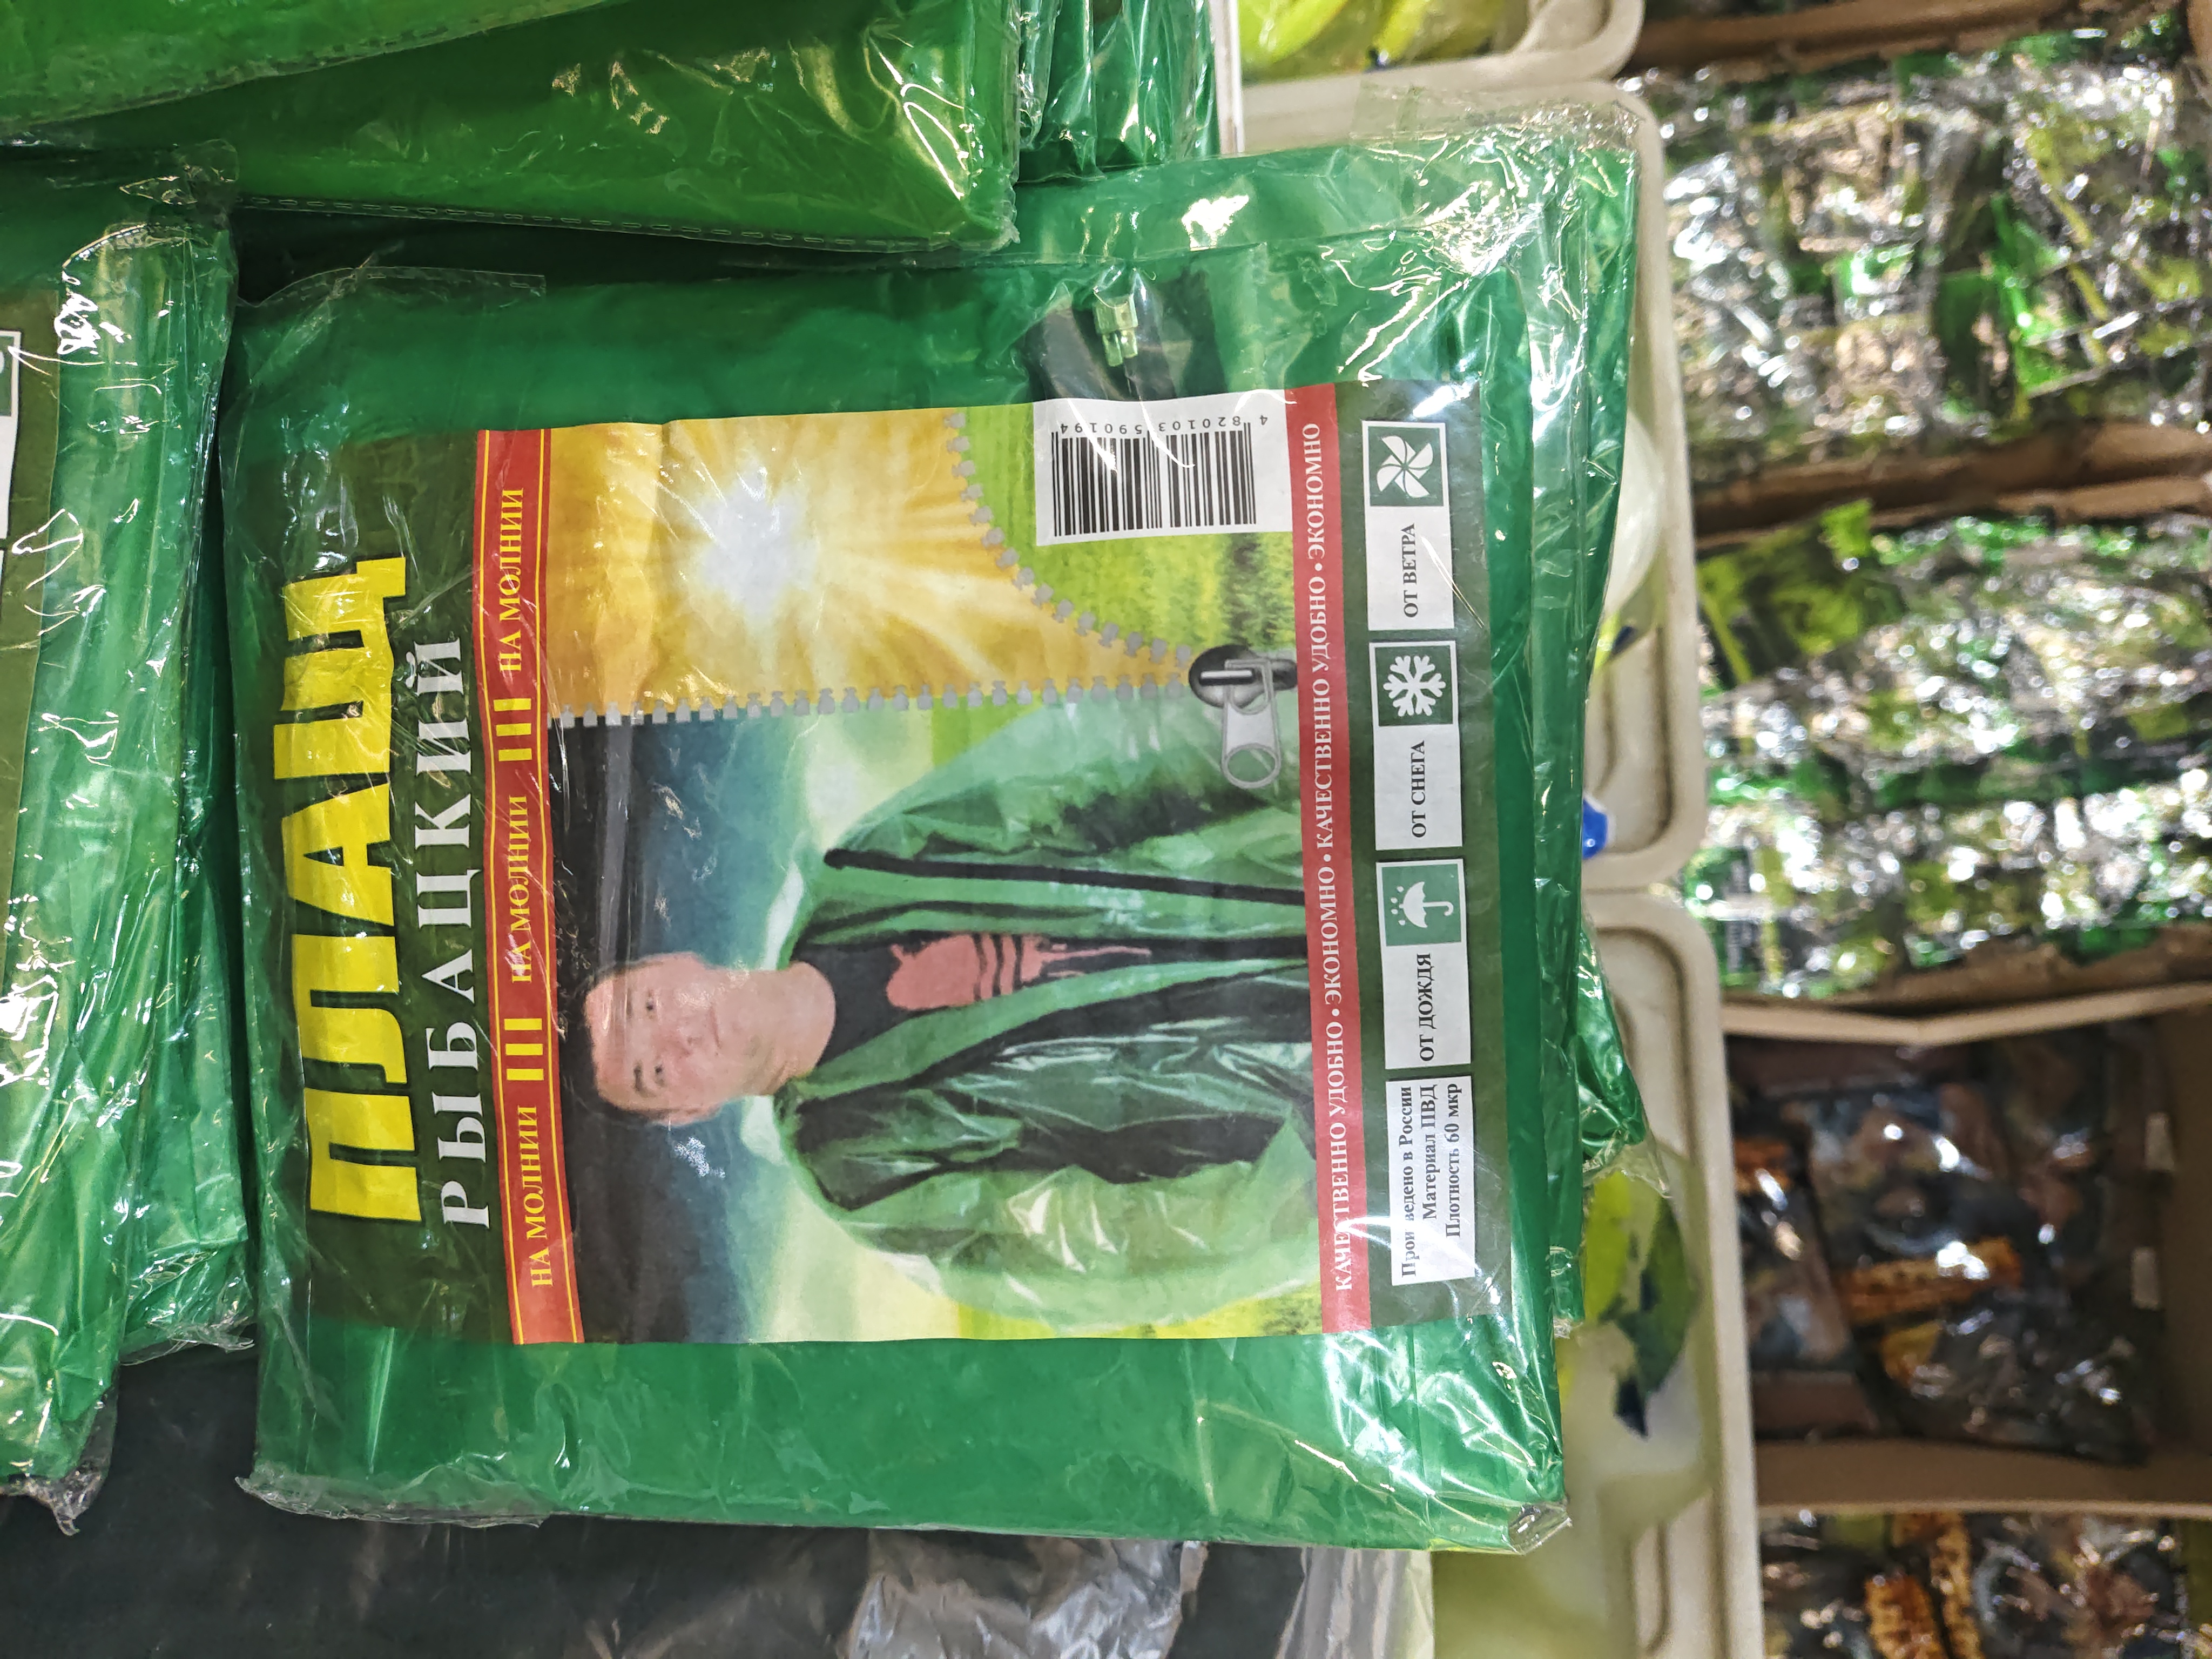 ПЛАЩ
РЫБАЦКИЙ
НА МОЛНИИ НА МОЛНИИ НА МОЛНИИ
4 820103 590194
КАЧЕСТВЕННО УДОБНО • ЭКОНОМНО • КАЧЕСТВЕННО УДОБНО • ЭКОНОМНО
Произведено в России
Материал ПВД
Плотность 60 мкр
ОТ ДОЖДЯ
ОТ СНЕГА
ОТ ВЕТРА